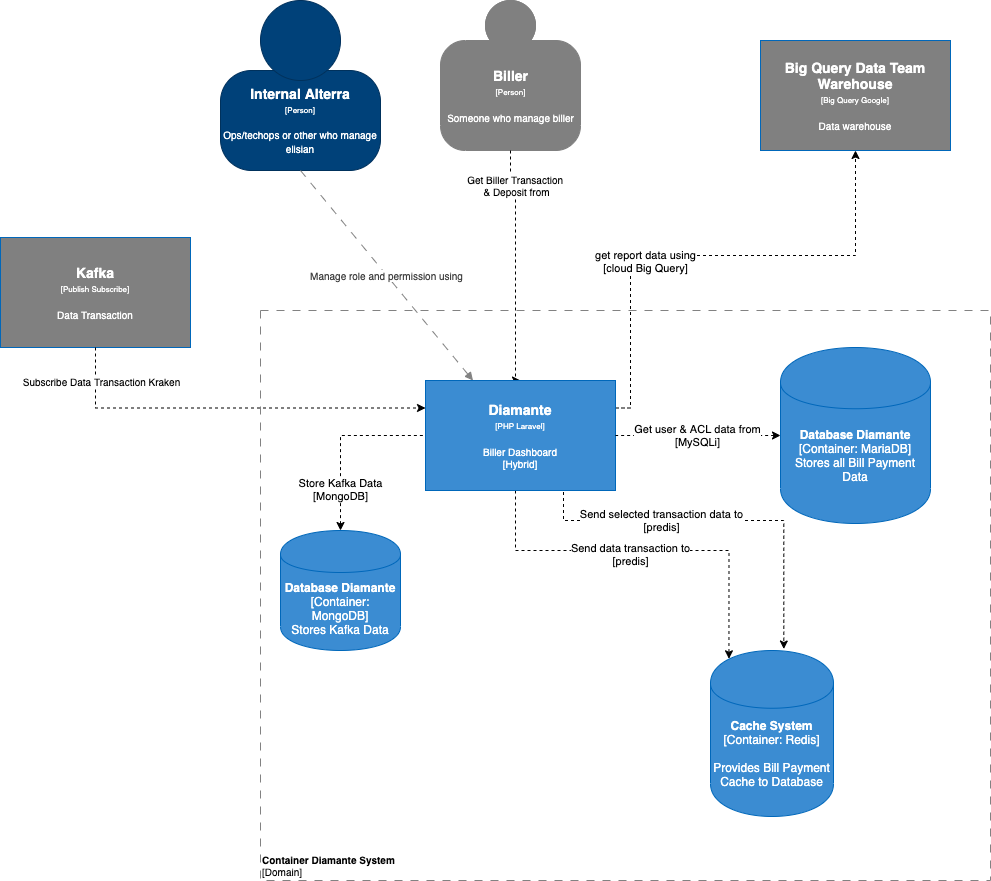 Internal Alterra
[Person]
Ops/techops or other who manage
elisian
Biller
[Person]
Someone who manage biller
Big Query Data Team
Warehouse
[Big Query Google]
Data warehouse
Get Biller Transaction
& Deposit from
get report data using
[cloud Big Query]
Manage role and permission using
Kafka
[Publish Subscribe]
Data Transaction
Subscribe Data Transaction Kraken
Diamante
[PHP Laravel]
Biller Dashboard
[Hybrid]
Get user & ACL data from
[MySQLi]
Database Diamante
[Container: MariaDB]
Stores all Bill Payment
Data
Store Kafka Data
[MongoDB]
Send selected transaction data to
[predis]
Send data transaction to
[predis]
Database Diamante
[Container:
MongoDB]
Stores Kafka Data
Cache System
[Container: Redis]
Provides Bill Payment
Cache to Database
Container Diamante System
[Domain]